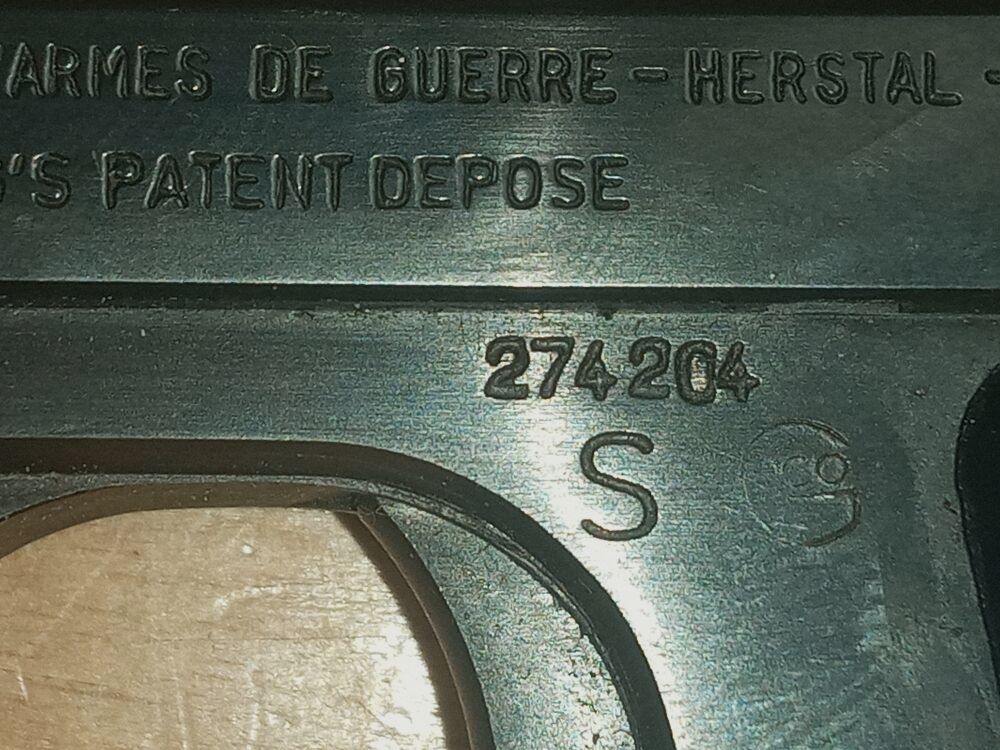 ARMES DE GUERRE - HERSTAL -
'S PATENT DEPOSE
274204
S